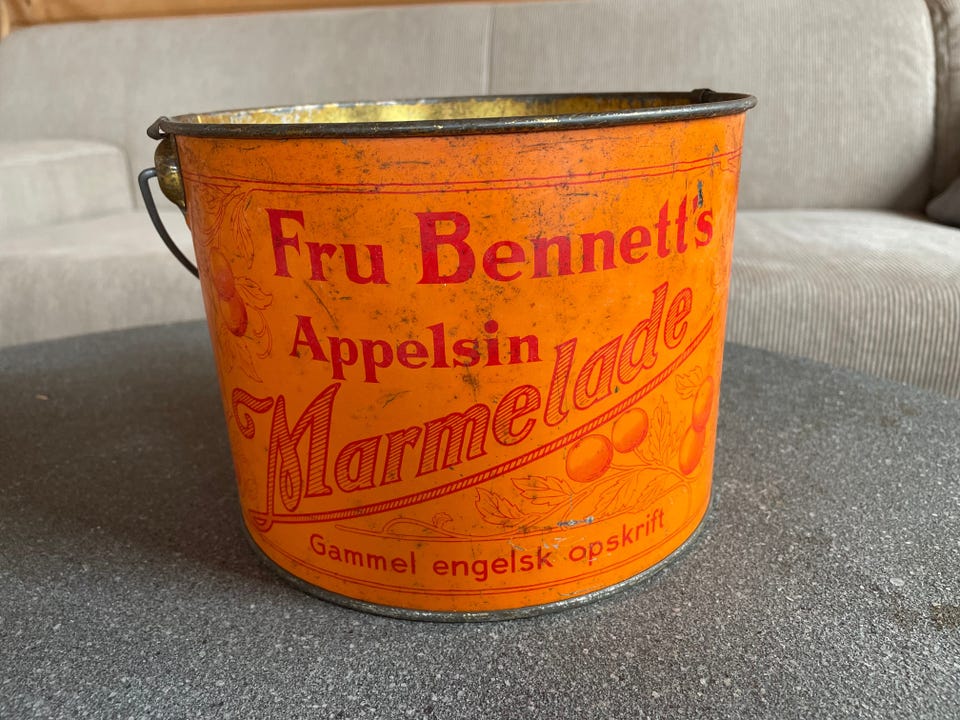 Fru Bennett's
Appelsin
Marmelade
Gammel engelsk opskrift